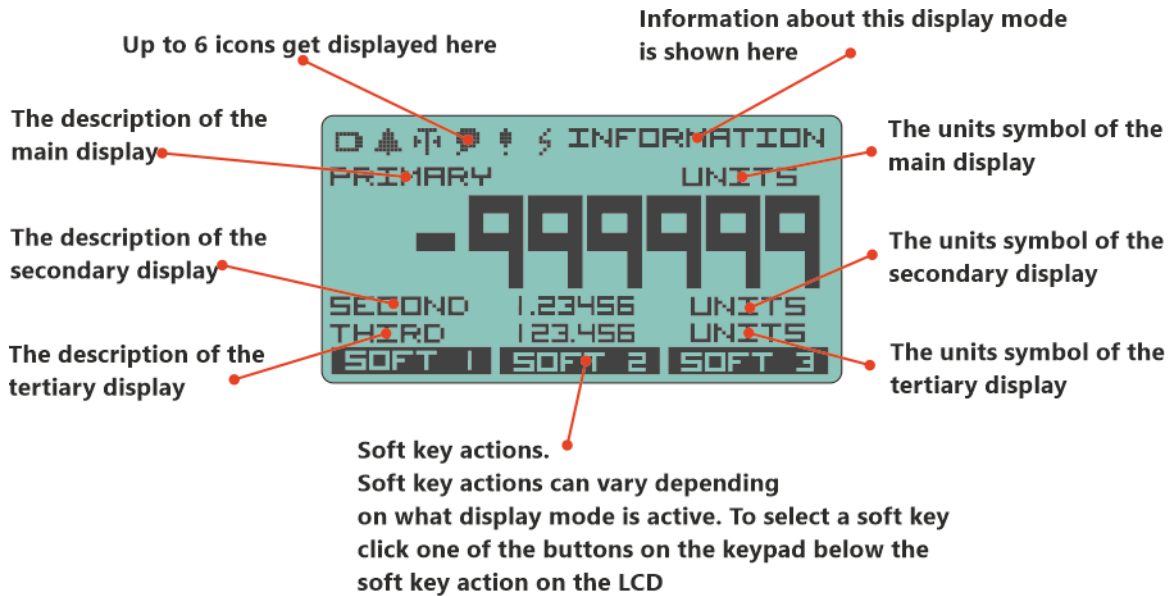 Information about this display mode
is shown here
Up to 6 icons get displayed here
The description of the
main display
INFORMATION
The units symbol of the
main display
PRIMARY UNITS
-999999
The description of the
secondary display
The units symbol of the
secondary display
SECOND 1.23456 UNITS
THIRD 123.456 UNITS
The description of the
tertiary display
The units symbol of the
tertiary display
SOFT 1 SOFT 2 SOFT 3
Soft key actions.
Soft key actions can vary depending
on what display mode is active. To select a soft key
click one of the buttons on the keypad below the
soft key action on the LCD